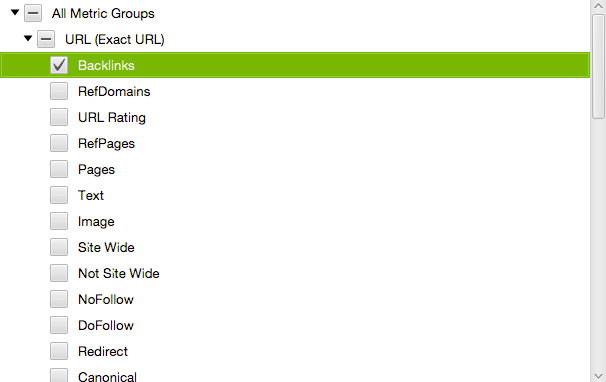 All Metric Groups
URL (Exact URL)
Backlinks
RefDomains
URL Rating
RefPages
Pages
Text
Image
Site Wide
Not Site Wide
NoFollow
DoFollow
Redirect
Canonical